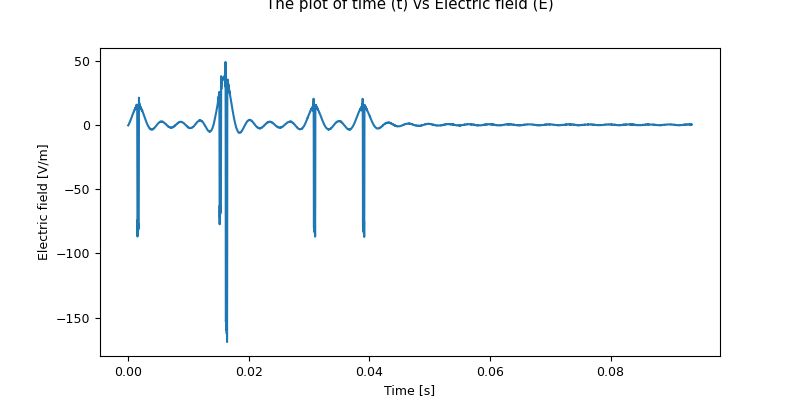 The plot of time (t) vs Electric field (E)
50
0
−50
−100
−150
Electric field [V/m]
0.00 0.02 0.04 0.06 0.08
Time [s]